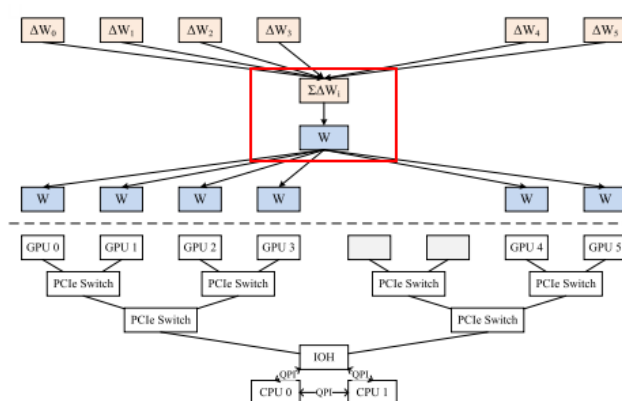 ΔW₀ ΔW₁ ΔW₂ ΔW₃ ΔW₄ ΔW₅
ΣΔWᵢ
W
W W W W W W
GPU 0 GPU 1 GPU 2 GPU 3 GPU 4 GPU 5
PCIe Switch PCIe Switch PCIe Switch PCIe Switch
PCIe Switch PCIe Switch
IOH
QPI QPI
CPU 0 QPI CPU 1